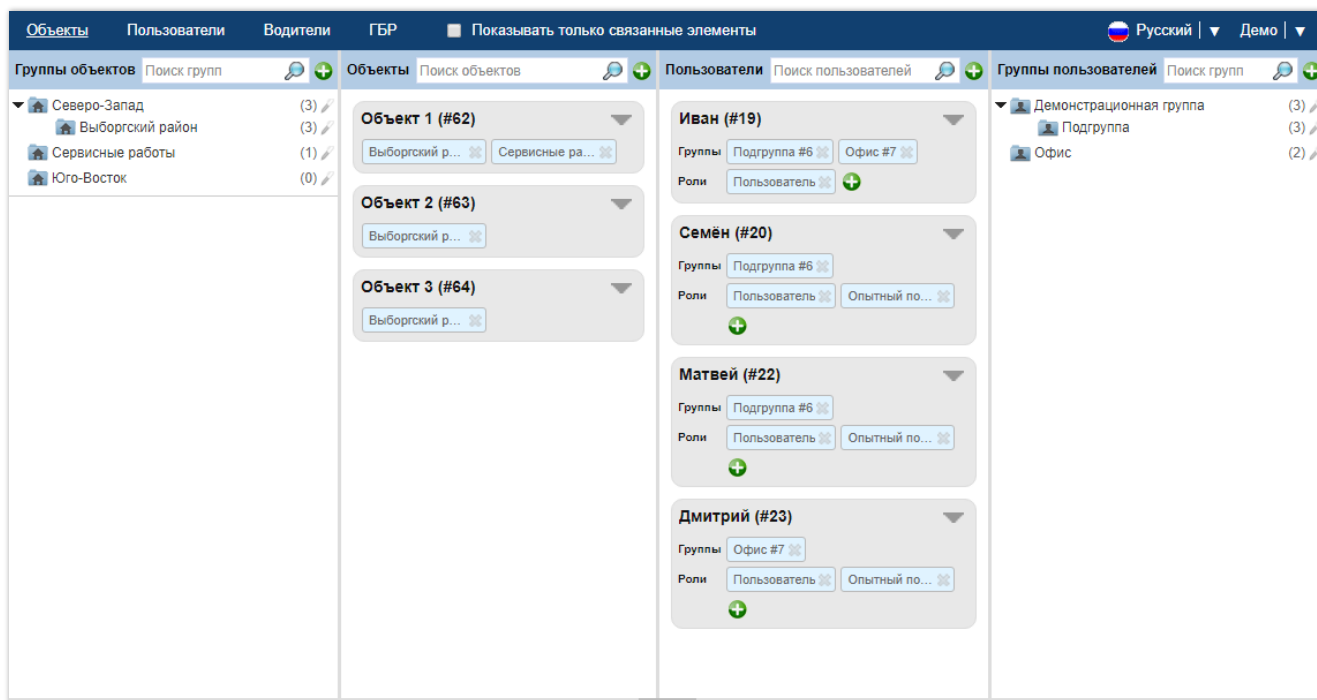 Объекты Пользователи Водители ГБР Показывать только связанные элементы Русский Демо
Группы объектов Поиск групп
Северо-Запад (3)
Выборгский район (3)
Сервисные работы (1)
Юго-Восток (0)
Объекты Поиск объектов
Объект 1 (#62)
Выборгский р... Сервисные ра...
Объект 2 (#63)
Выборгский р...
Объект 3 (#64)
Выборгский р...
Пользователи Поиск пользователей
Иван (#19)
Группы Подгруппа #6 Офис #7
Роли Пользователь
Семён (#20)
Группы Подгруппа #6
Роли Пользователь Опытный по...
Матвей (#22)
Группы Подгруппа #6
Роли Пользователь Опытный по...
Дмитрий (#23)
Группы Офис #7
Роли Пользователь Опытный по...
Группы пользователей Поиск групп
Демонстрационная группа (3)
Подгруппа (3)
Офис (2)